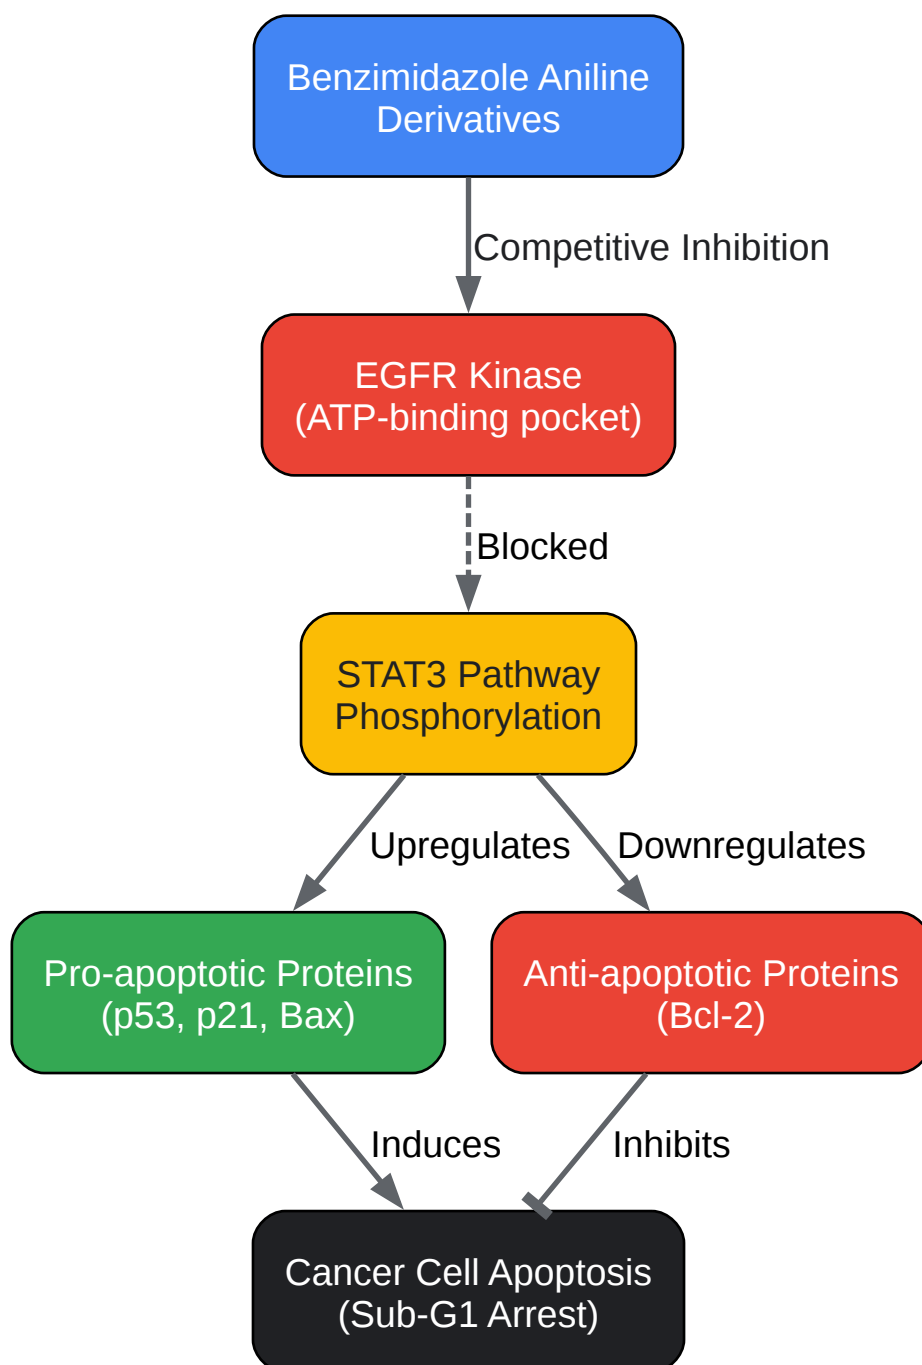 Benzimidazole Aniline
Derivatives
Competitive Inhibition
EGFR Kinase
(ATP-binding pocket)
Blocked
STAT3 Pathway
Phosphorylation
Upregulates
Downregulates
Pro-apoptotic Proteins
(p53, p21, Bax)
Anti-apoptotic Proteins
(Bcl-2)
Induces
Inhibits
Cancer Cell Apoptosis
(Sub-G1 Arrest)